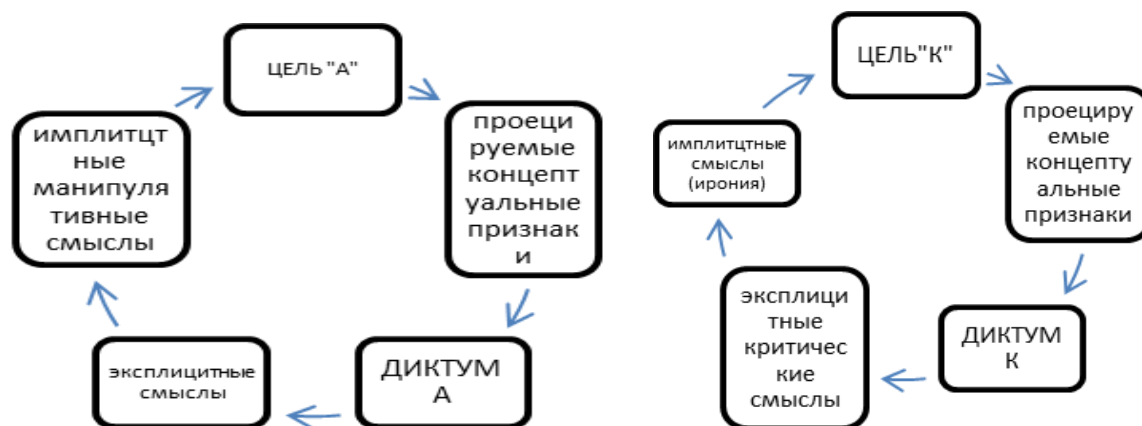 ЦЕЛЬ "А"
проеци
руемые
концепт
уальные
признак
и
ДИКТУМ
А
эксплицитные
смыслы
имплитцт
ные
манипуля
тивные
смыслы
ЦЕЛЬ"К"
проециру
емые
концепту
альные
признаки
ДИКТУМ
К
эксплици
тные
критичес
кие
смыслы
имплитцтные
смыслы
(ирония)